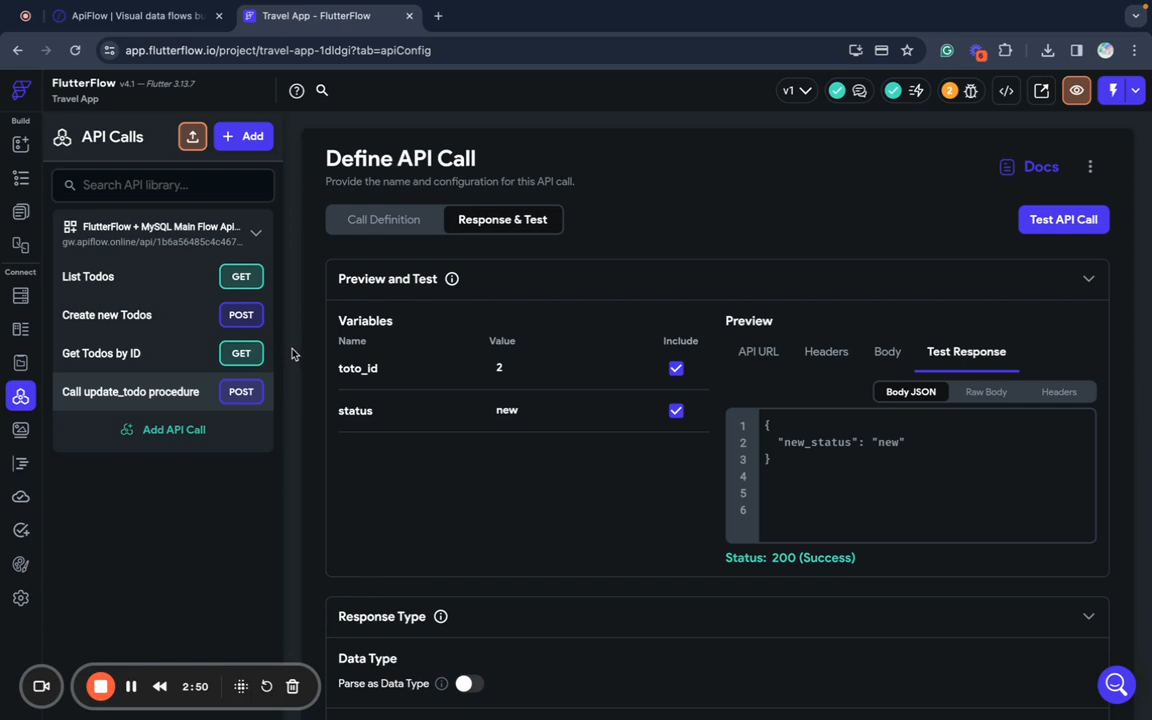 ApiFlow | Visual data flows bu
Travel App - FlutterFlow
app.flutterflow.io/project/travel-app-1dldgi?tab=apiConfig
6
FlutterFlow v4.1 – Flutter 3.13.7
Travel App
v1
2
Build
Connect
API Calls
Add
Search API library...
FlutterFlow + MySQL Main Flow Api...
gw.apiflow.online/api/1b6a56485c4c467...
List Todos GET
Create new Todos POST
Get Todos by ID GET
Call update_todo procedure POST
Add API Call
Define API Call
Provide the name and configuration for this API call.
Docs
Call Definition
Response & Test
Test API Call
Preview and Test
Variables
Name Value Include
toto_id 2
status new
Preview
API URL Headers Body Test Response
Body JSON Raw Body Headers
1 {
2 "new_status": "new"
3 }
4
5
6
Status: 200 (Success)
Response Type
Data Type
Parse as Data Type
2:50